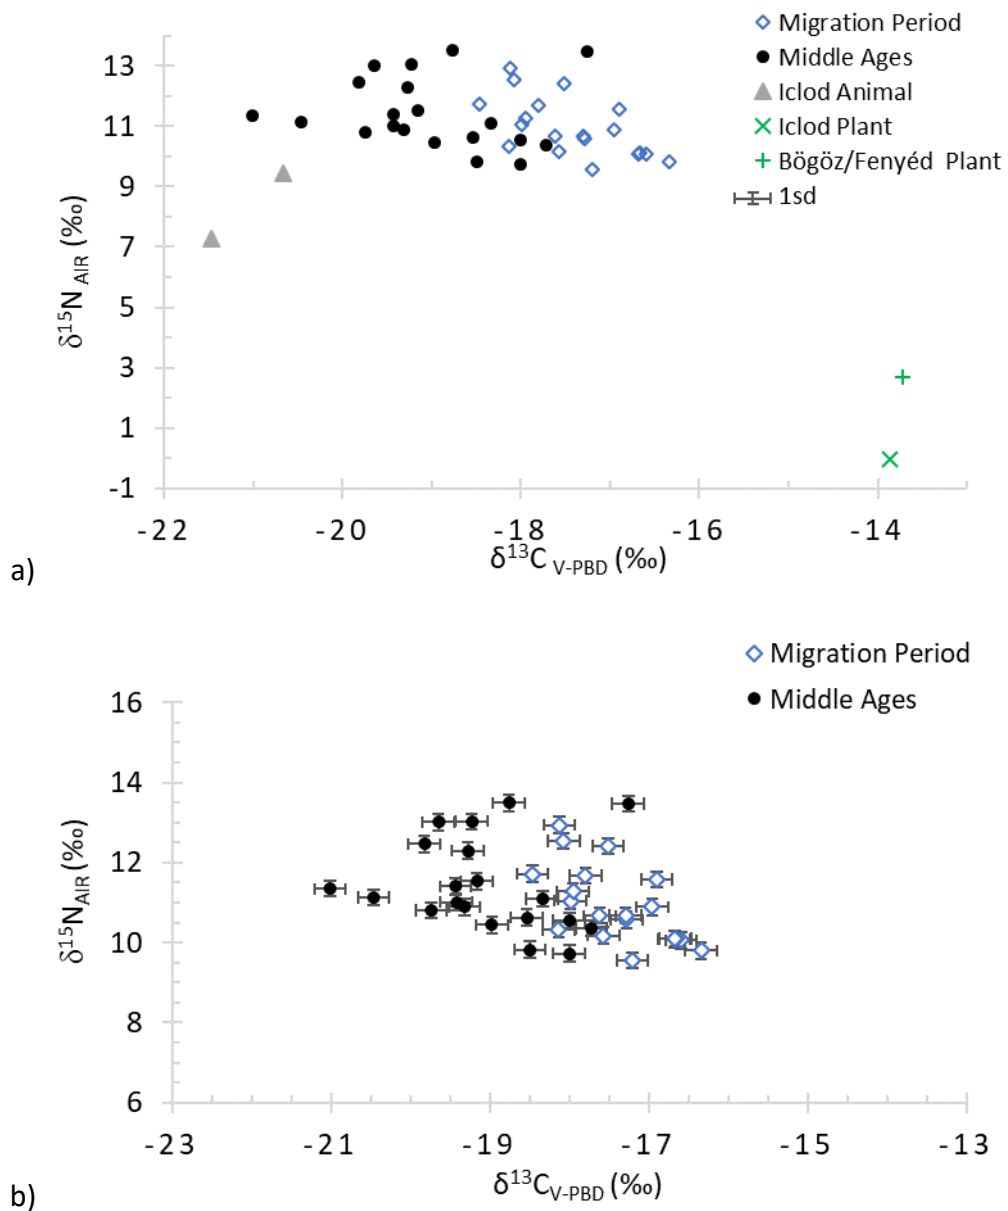 Migration Period
Middle Ages
Iclod Animal
Iclod Plant
Bögöz/Fenyéd Plant
1sd
13
11
9
7
5
3
1
-1
δ15N AIR (‰)
-22 -20 -18 -16 -14
δ13C V-PBD (‰)
a)
Migration Period
Middle Ages
16
14
12
10
8
6
δ15NAIR (‰)
-23 -21 -19 -17 -15 -13
δ13CV-PBD (‰)
b)